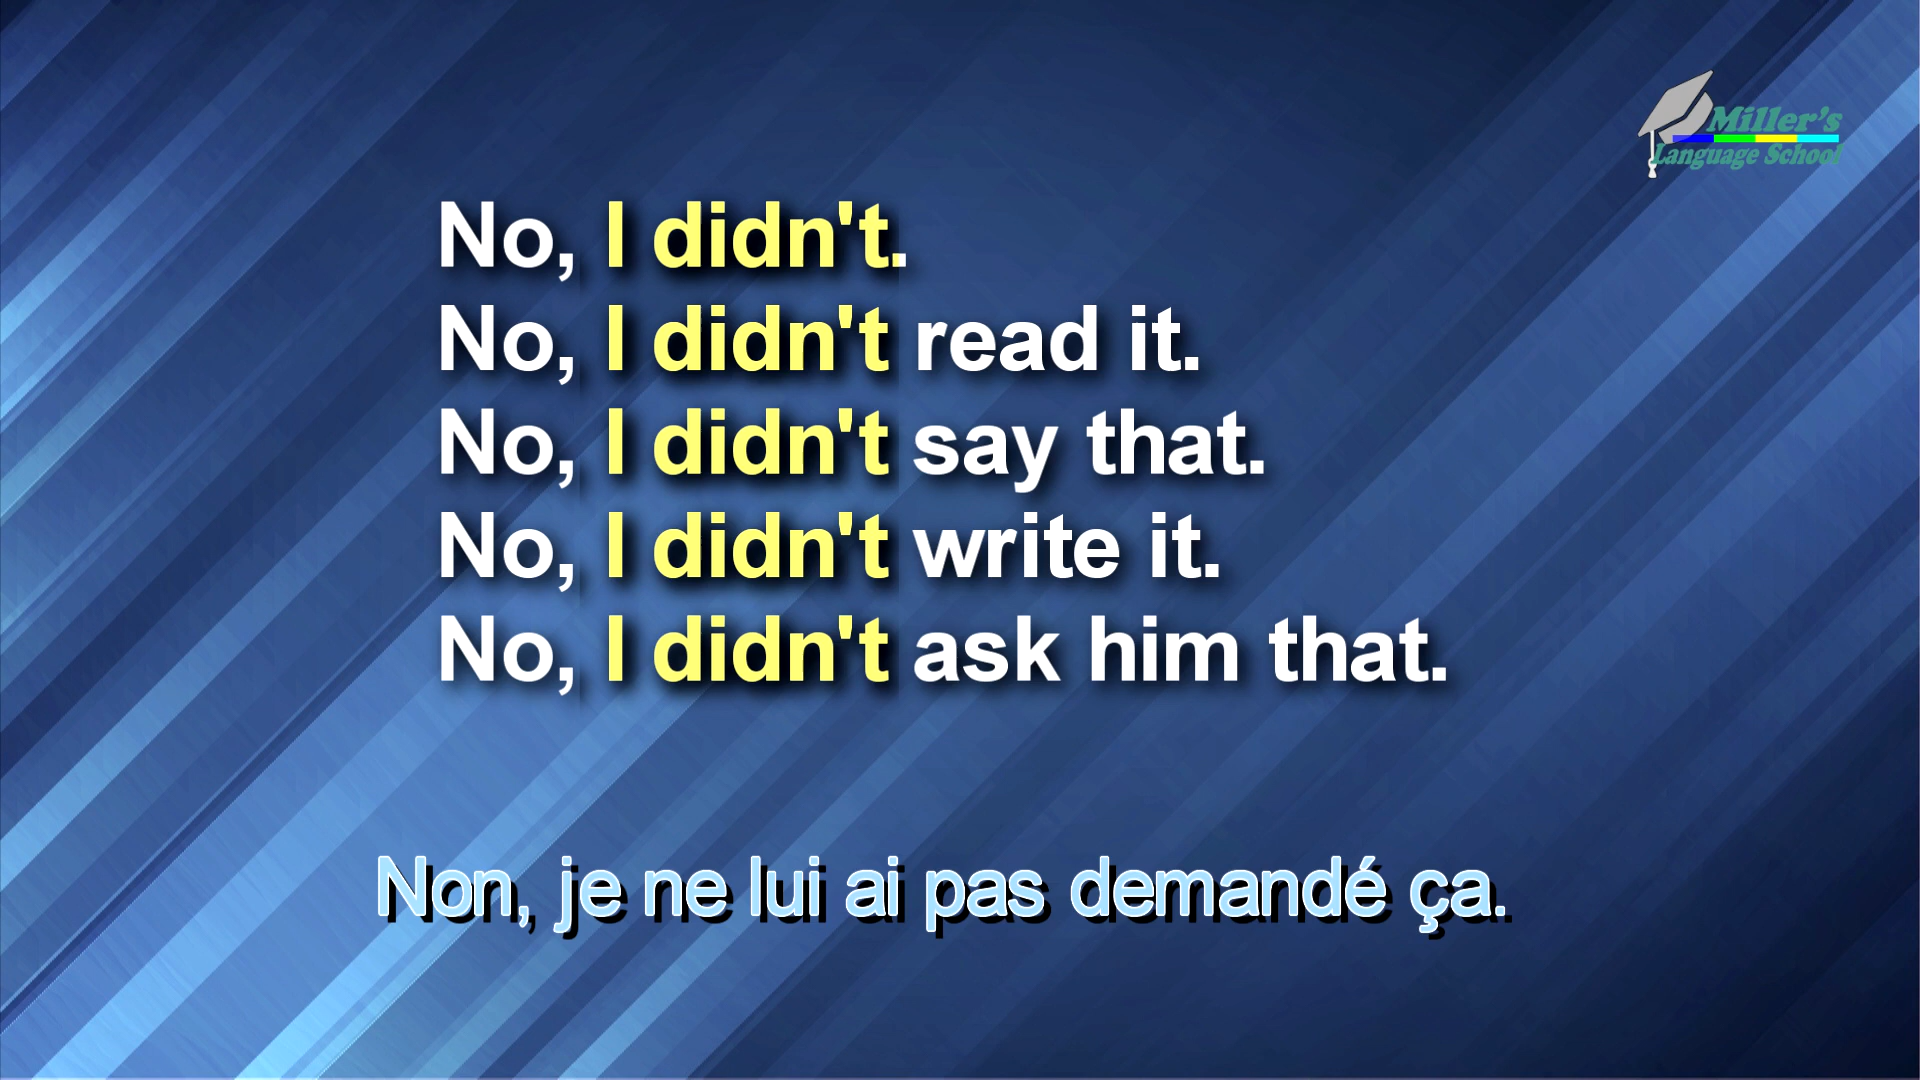 Miller's
Language School
No, I didn't.
No, I didn't read it.
No, I didn't say that.
No, I didn't write it.
No, I didn't ask him that.
Non, je ne lui ai pas demandé ça.